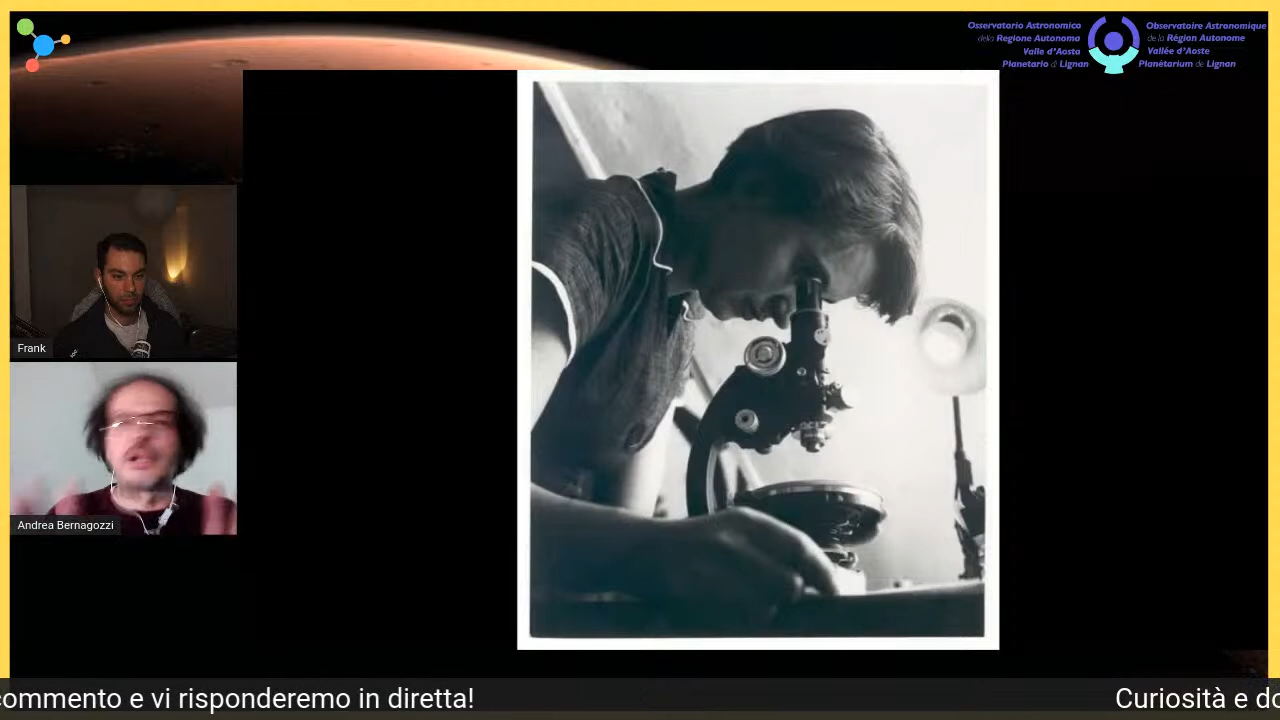 Osservatorio Astronomico
della Regione Autonoma
Valle d'Aosta
Planetario di Lignan
Observatoire Astronomique
de la Région Autonome
Vallée d'Aoste
Planétarium de Lignan
Frank
Andrea Bernagozzi
commento e vi risponderemo in diretta!
Curiosità e do